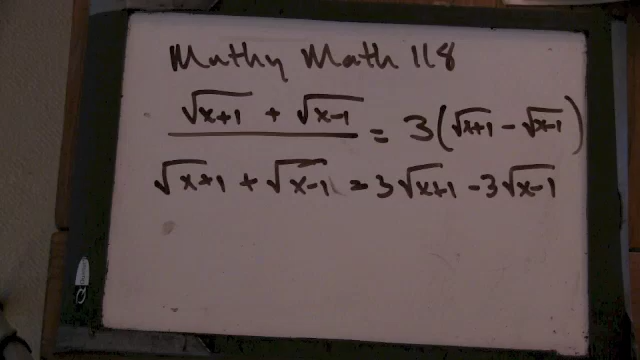 Mathy Math 118
√x+1 + √x-1 = 3(√x+1 - √x-1)
√x+1 + √x-1 = 3√x+1 - 3√x-1